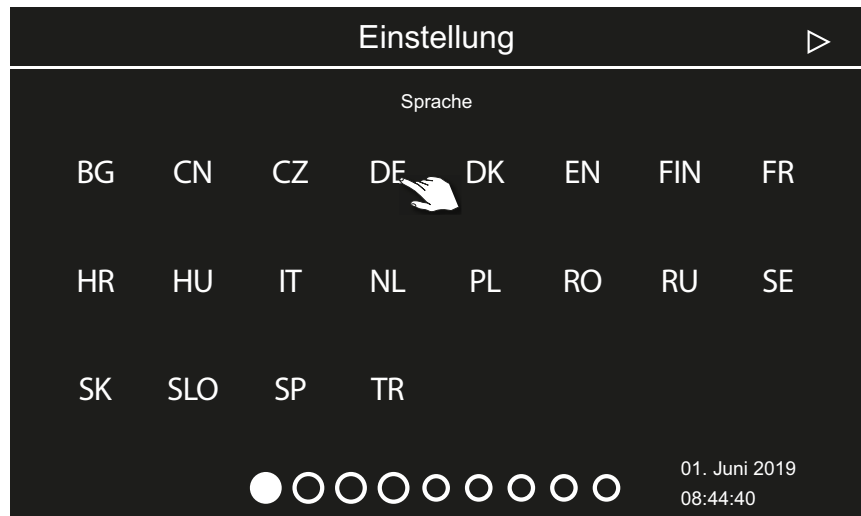 Einstellung
Sprache
BG CN CZ DE DK EN FIN FR
HR HU IT NL PL RO RU SE
SK SLO SP TR
01. Juni 2019
08:44:40